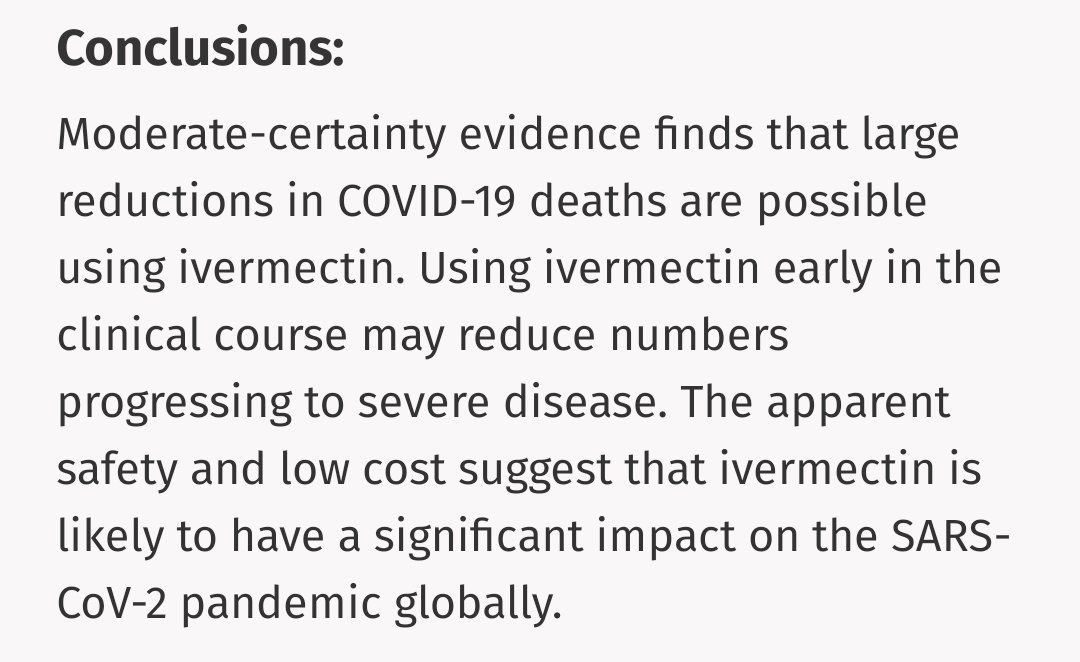 Conclusions:
Moderate-certainty evidence finds that large
reductions in COVID-19 deaths are possible
using ivermectin. Using ivermectin early in the
clinical course may reduce numbers
progressing to severe disease. The apparent
safety and low cost suggest that ivermectin is
likely to have a significant impact on the SARS-
CoV-2 pandemic globally.